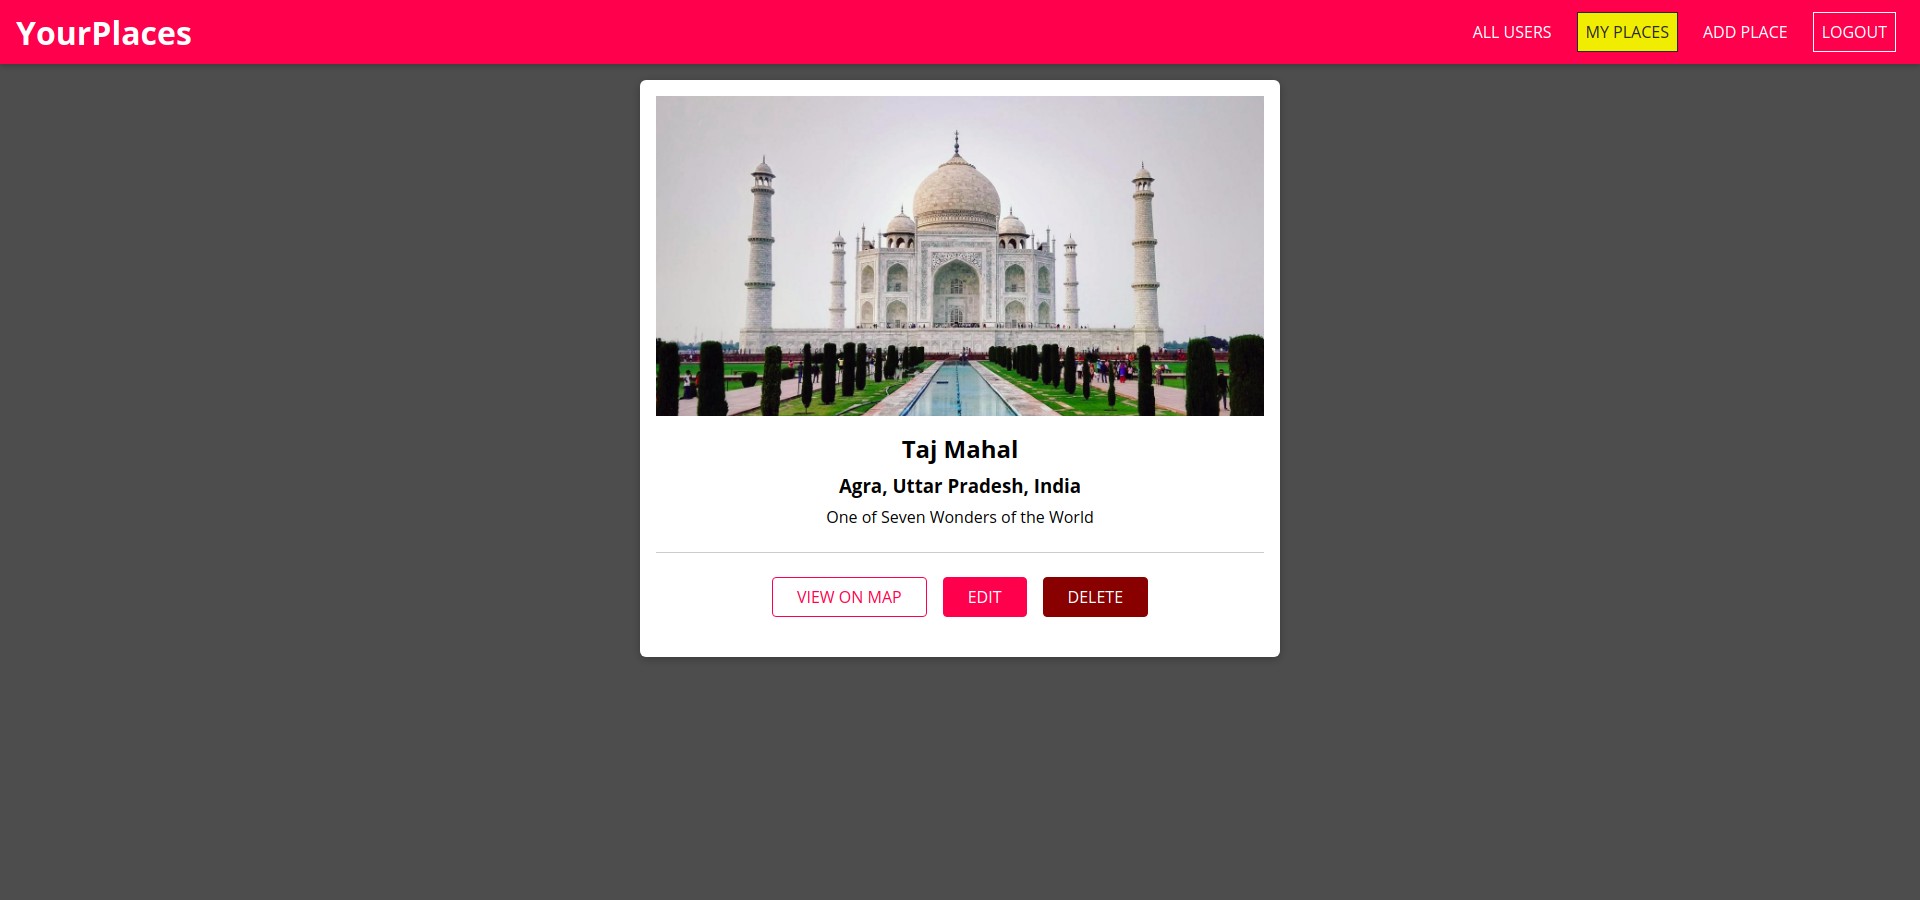 YourPlaces
ALL USERS
MY PLACES
ADD PLACE
LOGOUT
Taj Mahal
Agra, Uttar Pradesh, India
One of Seven Wonders of the World
VIEW ON MAP
EDIT
DELETE